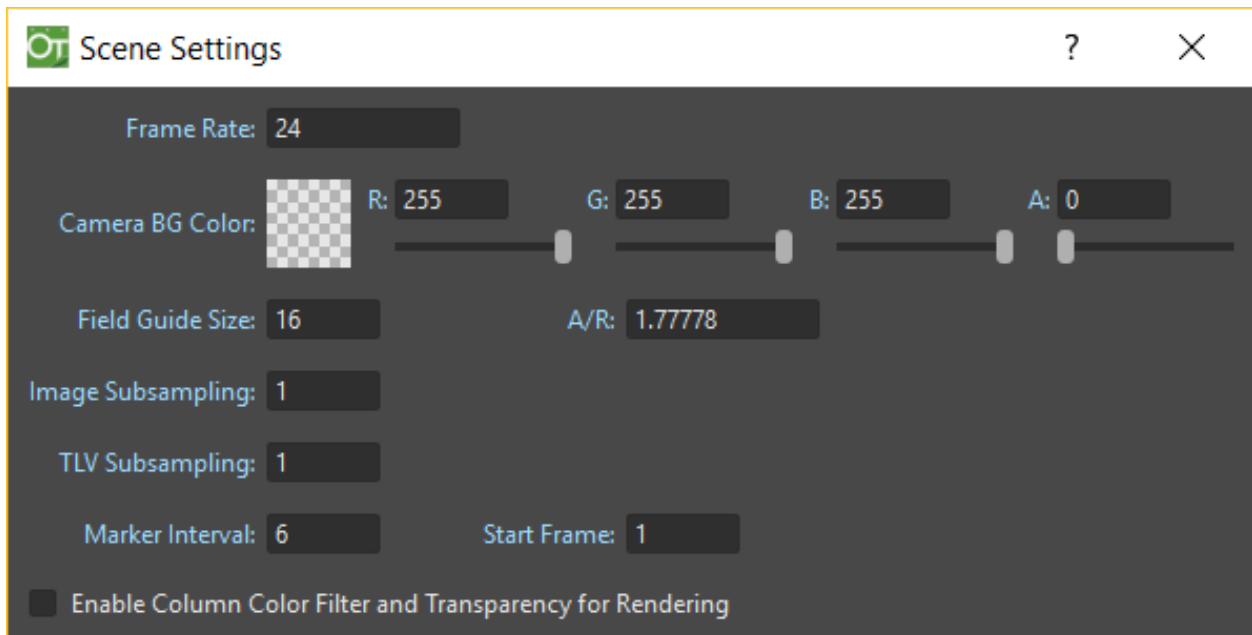 OT Scene Settings ?
Frame Rate: 24
Camera BG Color: R: 255 G: 255 B: 255 A: 0
Field Guide Size: 16 A/R: 1.77778
Image Subsampling: 1
TLV Subsampling: 1
Marker Interval: 6 Start Frame: 1
Enable Column Color Filter and Transparency for Rendering